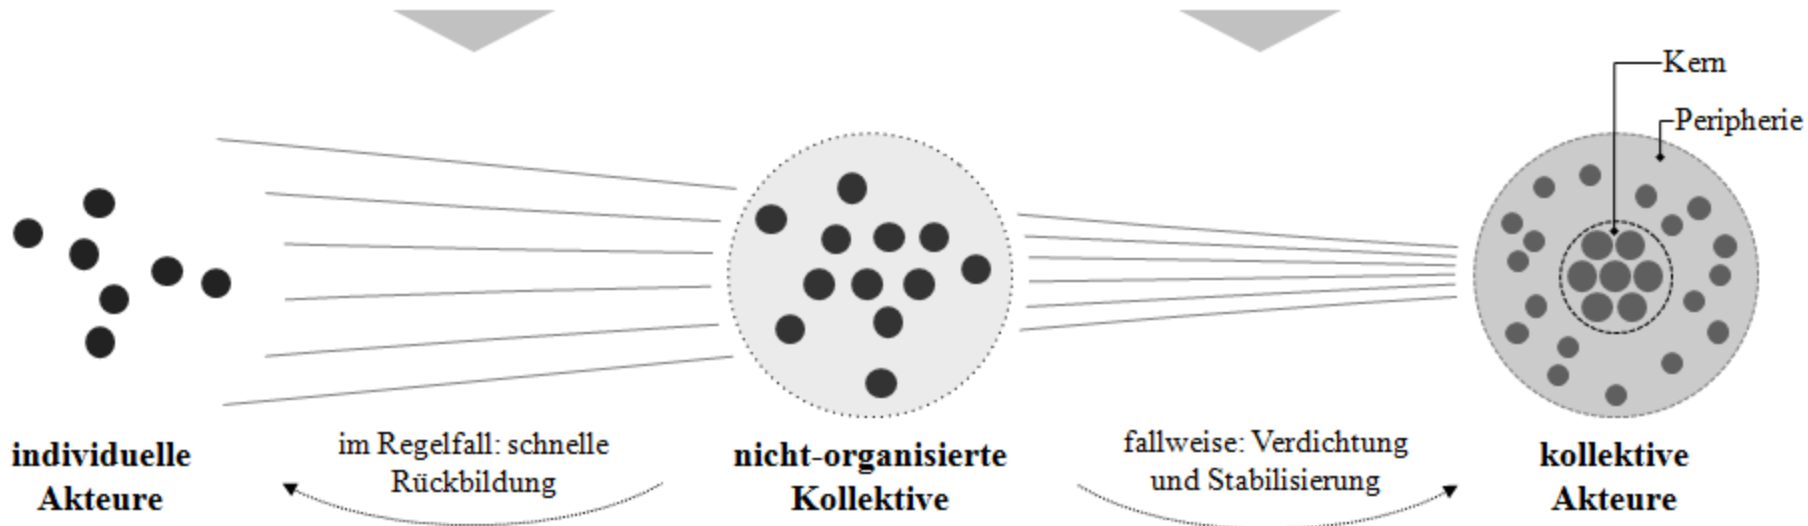 Kern
Peripherie
individuelle
Akteure
im Regelfall: schnelle
Rückbildung
nicht-organisierte
Kollektive
fallweise: Verdichtung
und Stabilisierung
kollektive
Akteure